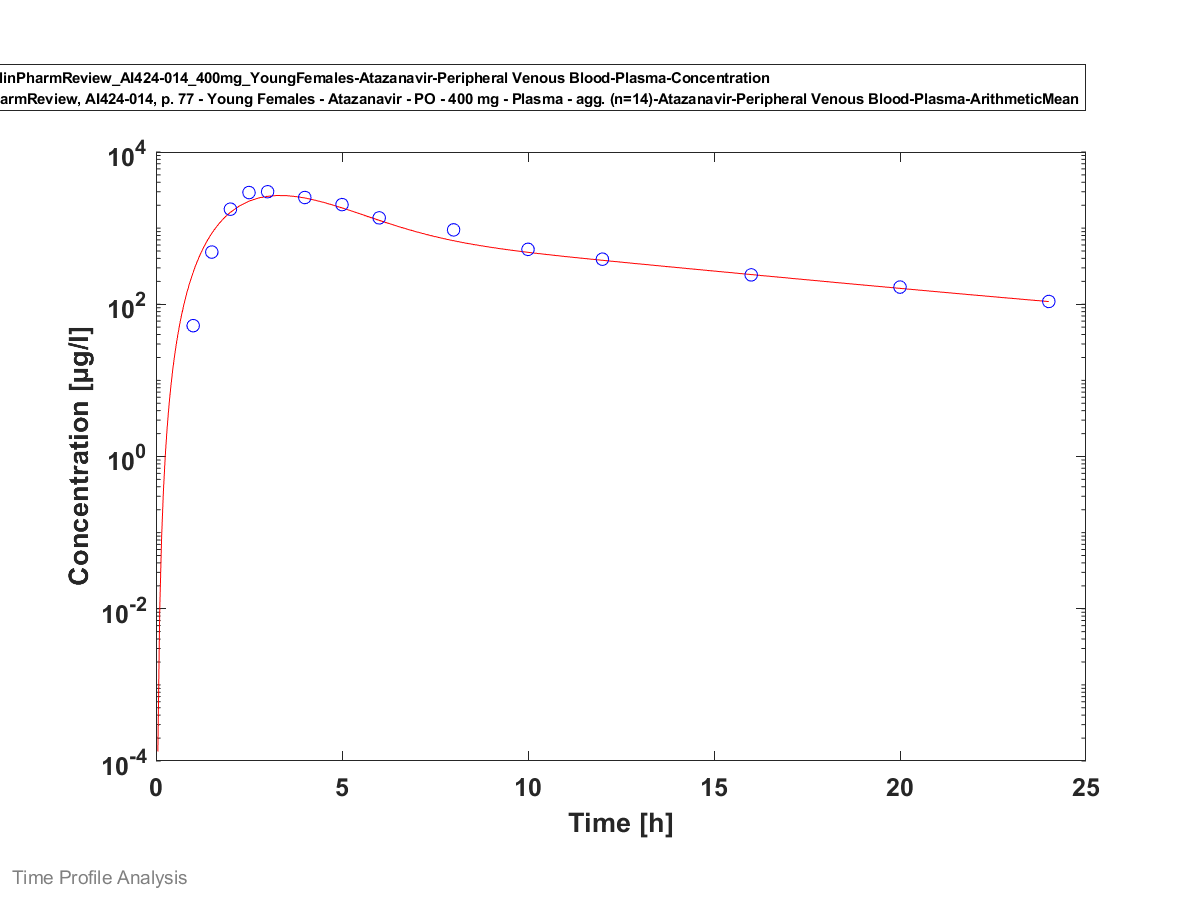 linPharmReview_AI424-014_400mg_YoungFemales-Atazanavir-Peripheral Venous Blood-Plasma-Concentration
armReview, AI424-014, p. 77 - Young Females - Atazanavir - PO - 400 mg - Plasma - agg. (n=14)-Atazanavir-Peripheral Venous Blood-Plasma-ArithmeticMean
10^4
10^2
10^0
10^-2
10^-4
Concentration [µg/l]
0 5 10 15 20 25
Time [h]
Time Profile Analysis